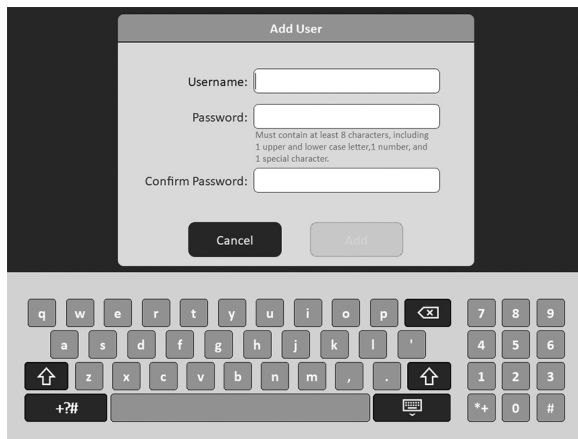 Add User
Username:
Password:
Must contain at least 8 characters, including
1 upper and lower case letter,1 number, and
1 special character.
Confirm Password:
Cancel Add
q w e r t y u i o p 7 8 9
a s d f g h j k l ' 4 5 6
z x c v b n m , . 1 2 3
+?# *+ 0 #